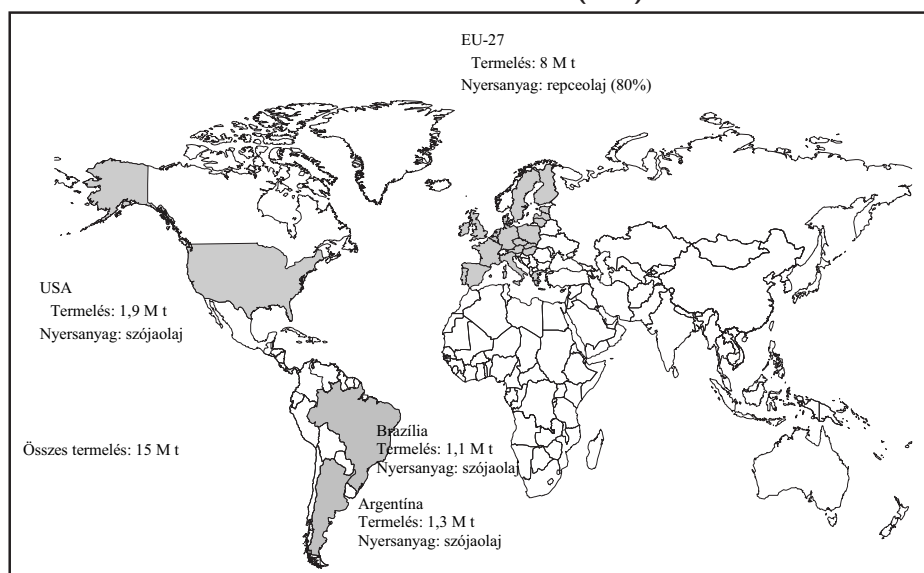 EU-27
Termelés: 8 M t
Nyersanyag: repceolaj (80%)
USA
Termelés: 1,9 M t
Nyersanyag: szójaolaj
Összes termelés: 15 M t
Brazília
Termelés: 1,1 M t
Nyersanyag: szójaolaj
Argentína
Termelés: 1,3 M t
Nyersanyag: szójaolaj